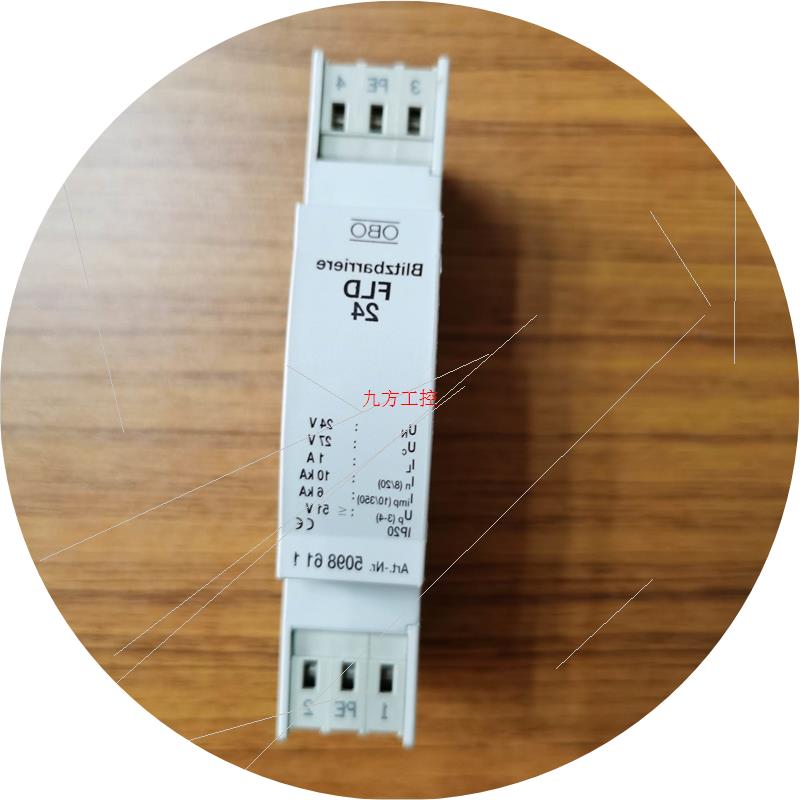 3 PE 4
OBO
Blitzbarriere
FLD
24
九方工控
UN : 24 V
Uc : 27 V
IL : 1 A
In (8/20) : 10 kA
Iimp (10/350) : 6 kA
Up (3-4) : ≤ 51 V
IP20 CE
Art.-Nr. 5098 61 1
1 PE 2